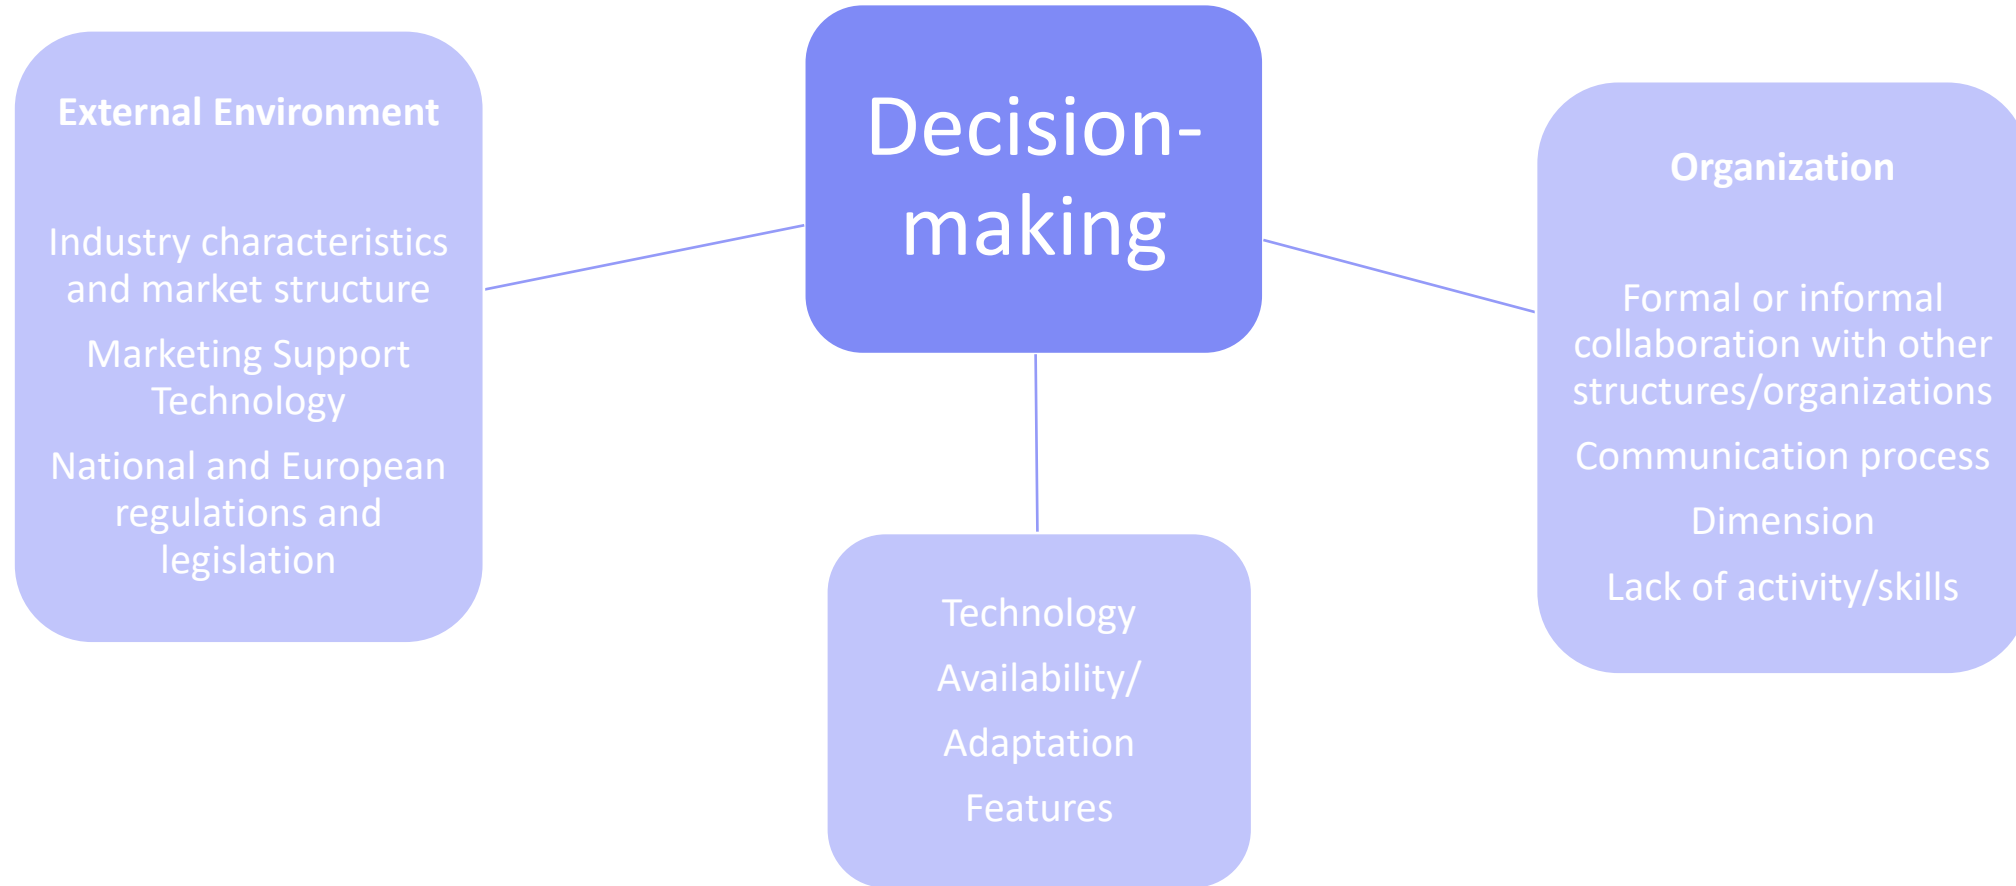 External Environment
Industry characteristics
and market structure
Marketing Support
Technology
National and European
regulations and
legislation
Decision-
making
Technology
Availability/
Adaptation
Features
Organization
Formal or informal
collaboration with other
structures/organizations
Communication process
Dimension
Lack of activity/skills